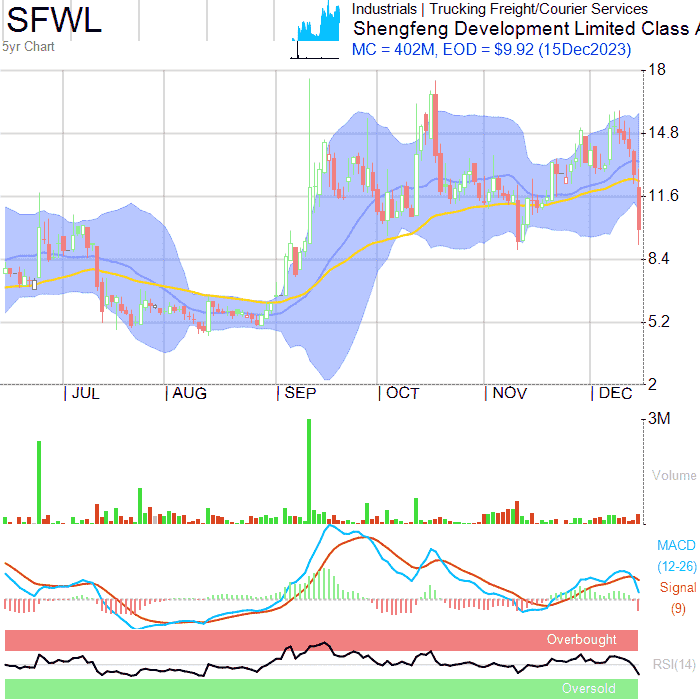 SFWL
Industrials | Trucking Freight/Courier Services
Shengfeng Development Limited Class A
5yr Chart
MC = 402M, EOD = $9.92 (15Dec2023)
18
14.8
11.6
8.4
5.2
2
| JUL | AUG | SEP | OCT | NOV | DEC
3M
Volume
MACD
(12-26)
Signal
(9)
Overbought
RSI(14)
Oversold